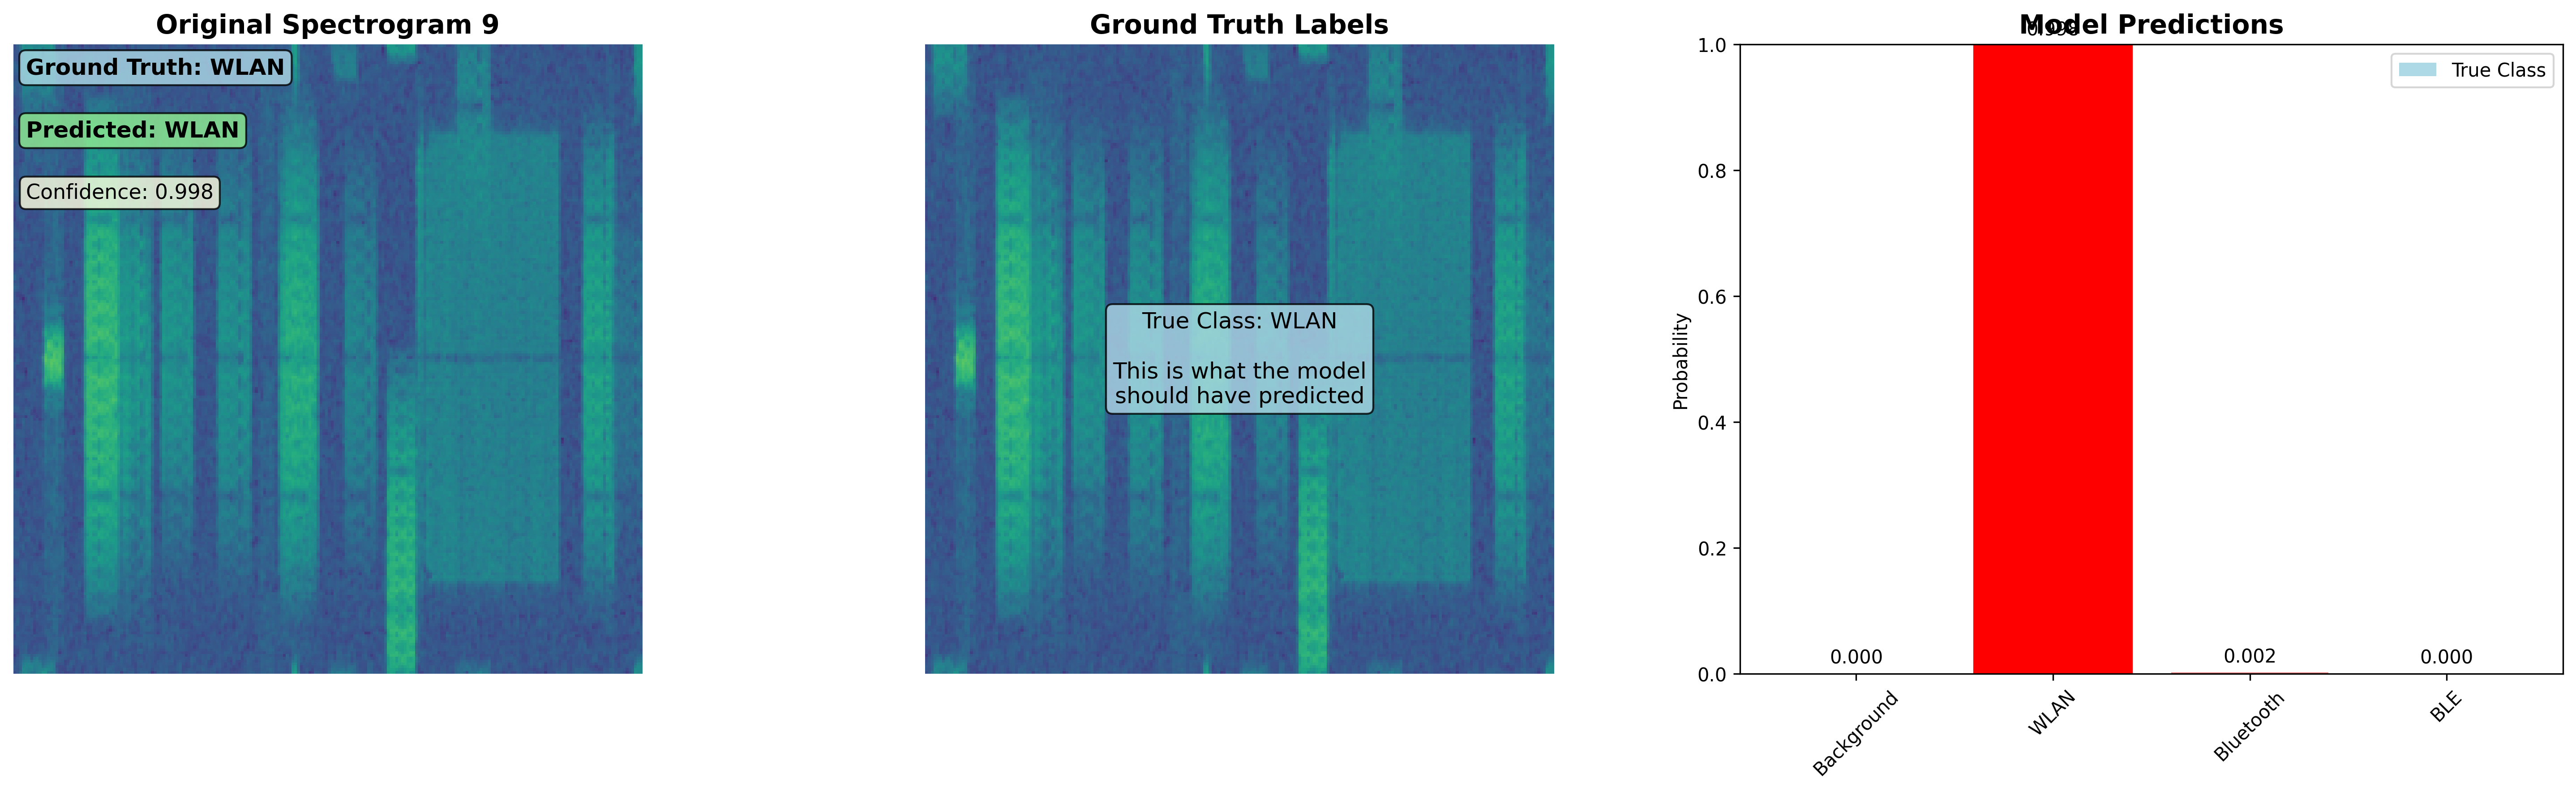 Original Spectrogram 9
Ground Truth: WLAN
Predicted: WLAN
Confidence: 0.998
Ground Truth Labels
True Class: WLAN
This is what the model
should have predicted
Model Predictions
0.998
True Class
Probability
1.0
0.8
0.6
0.4
0.2
0.0
0.000
0.002
0.000
Background
WLAN
Bluetooth
BLE